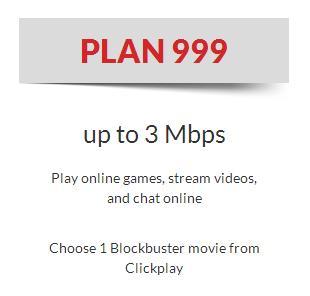 PLAN 999
up to 3 Mbps
Play online games, stream videos,
and chat online
Choose 1 Blockbuster movie from
Clickplay